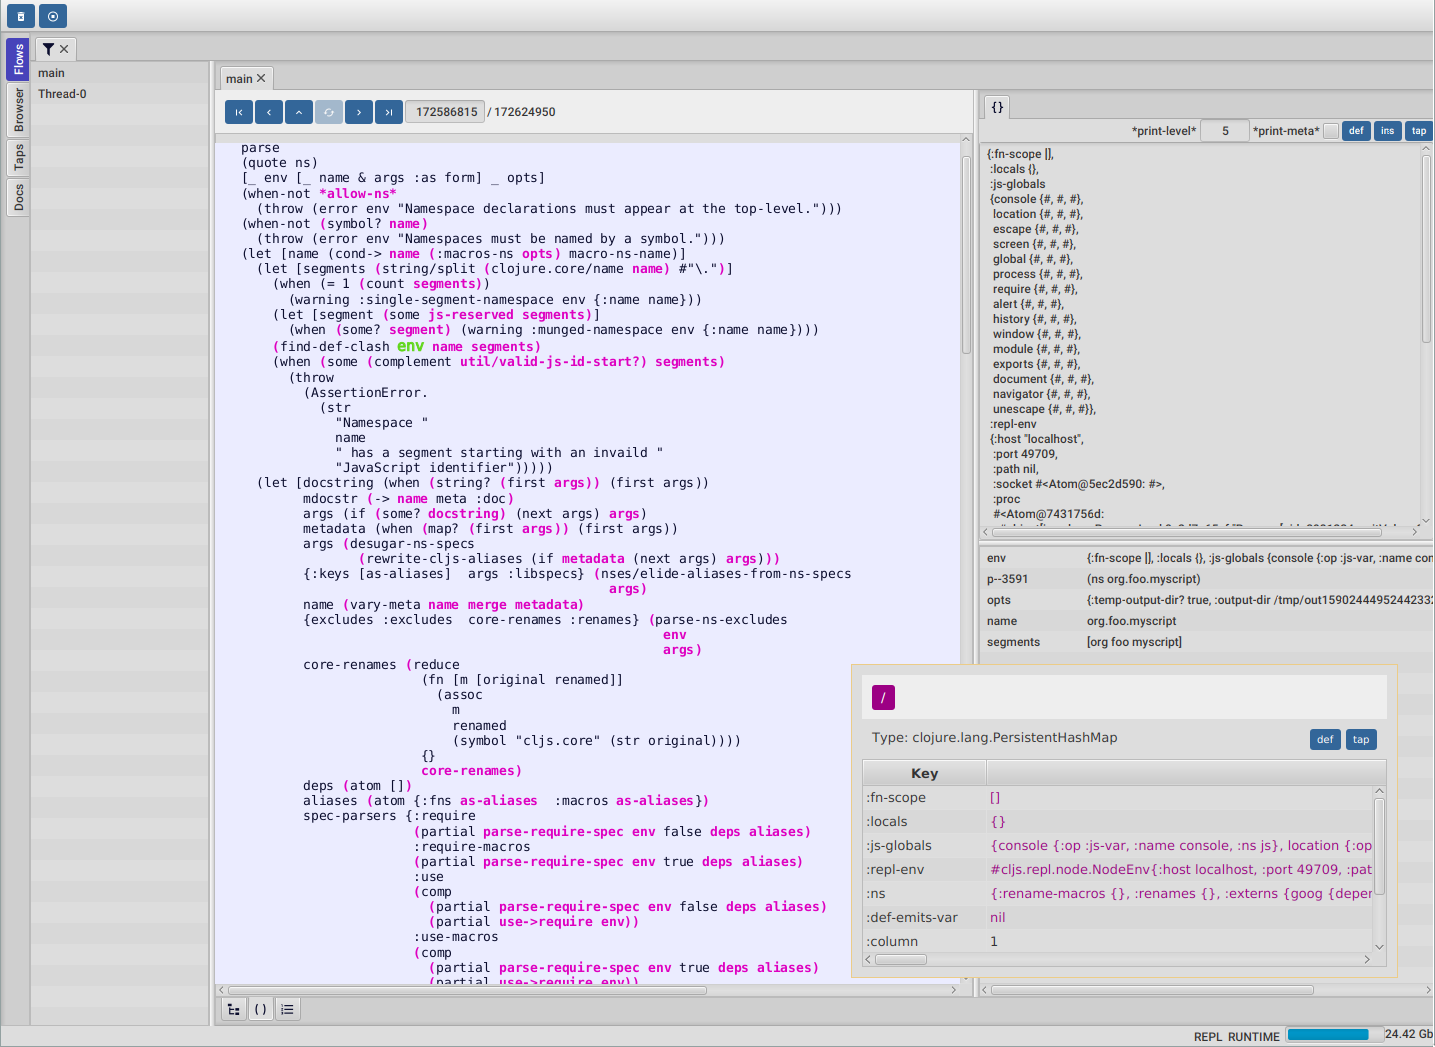 Flows
Browser
Taps
Docs
main
Thread-0
main
172586815 / 172624950
parse
(quote ns)
[_ env [_ name & args :as form] _ opts]
(when-not *allow-ns*
(throw (error env "Namespace declarations must appear at the top-level.")))
(when-not (symbol? name)
(throw (error env "Namespaces must be named by a symbol.")))
(let [name (cond-> name (:macros-ns opts) macro-ns-name)]
(let [segments (string/split (clojure.core/name name) #"\.")]
(when (= 1 (count segments))
(warning :single-segment-namespace env {:name name}))
(let [segment (some js-reserved segments)]
(when (some? segment) (warning :munged-namespace env {:name name})))
(find-def-clash env name segments)
(when (some (complement util/valid-js-id-start?) segments)
(throw
(AssertionError.
(str
"Namespace "
name
" has a segment starting with an invaild "
"JavaScript identifier")))))
(let [docstring (when (string? (first args)) (first args))
mdocstr (-> name meta :doc)
args (if (some? docstring) (next args) args)
metadata (when (map? (first args)) (first args))
args (desugar-ns-specs
(rewrite-cljs-aliases (if metadata (next args) args)))
{:keys [as-aliases]  args :libspecs} (nses/elide-aliases-from-ns-specs
args)
name (vary-meta name merge metadata)
{excludes :excludes  core-renames :renames} (parse-ns-excludes
env
args)
core-renames (reduce
(fn [m [original renamed]]
(assoc
m
renamed
(symbol "cljs.core" (str original))))
{}
core-renames)
deps (atom [])
aliases (atom {:fns as-aliases  :macros as-aliases})
spec-parsers {:require
(partial parse-require-spec env false deps aliases)
:require-macros
(partial parse-require-spec env true deps aliases)
:use
(comp
(partial parse-require-spec env false deps aliases)
(partial use->require env))
:use-macros
(comp
(partial parse-require-spec env true deps aliases)
(partial use->require env))
()
{}
*print-level* 5 *print-meta* def ins tap
{:fn-scope [],
:locals {},
:js-globals
{console {#, #, #},
location {#, #, #},
escape {#, #, #},
screen {#, #, #},
global {#, #, #},
process {#, #, #},
require {#, #, #},
alert {#, #, #},
history {#, #, #},
window {#, #, #},
module {#, #, #},
exports {#, #, #},
document {#, #, #},
navigator {#, #, #},
unescape {#, #, #}},
:repl-env
{:host "localhost",
:port 49709,
:path nil,
:socket #<Atom@5ec2d590: #>,
:proc
#<Atom@7431756d:
env {:fn-scope [], :locals {}, :js-globals {console {:op :js-var, :name con
p--3591 (ns org.foo.myscript)
opts {:temp-output-dir? true, :output-dir /tmp/out15902444952442332
name org.foo.myscript
segments [org foo myscript]
/
Type: clojure.lang.PersistentHashMap def tap
Key
:fn-scope []
:locals {}
:js-globals {console {:op :js-var, :name console, :ns js}, location {:op
:repl-env #cljs.repl.node.NodeEnv{:host localhost, :port 49709, :pat
:ns {:rename-macros {}, :renames {}, :externs {goog {deper
:def-emits-var nil
:column 1
REPL RUNTIME 24.42 Gb